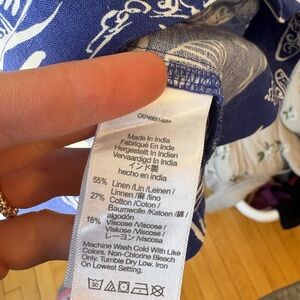 Made in India
Fabriqué En Inde
Hergestellt In Indien
Vervaardigd In India
インド製
hecho en india
55% Linen/Lin/Leinen/
Linnen/麻/lino
27% Cotton/Coton/
Baumwolle/Katoen/綿/
algodón
18% Viscose/Viscose/
Viskose/Viscose/
レーヨン/Viscosa
Machine Wash Cold With Like
Colors. Non-Chlorine Bleach
Only. Tumble Dry Low. Iron
On Lowest Setting.